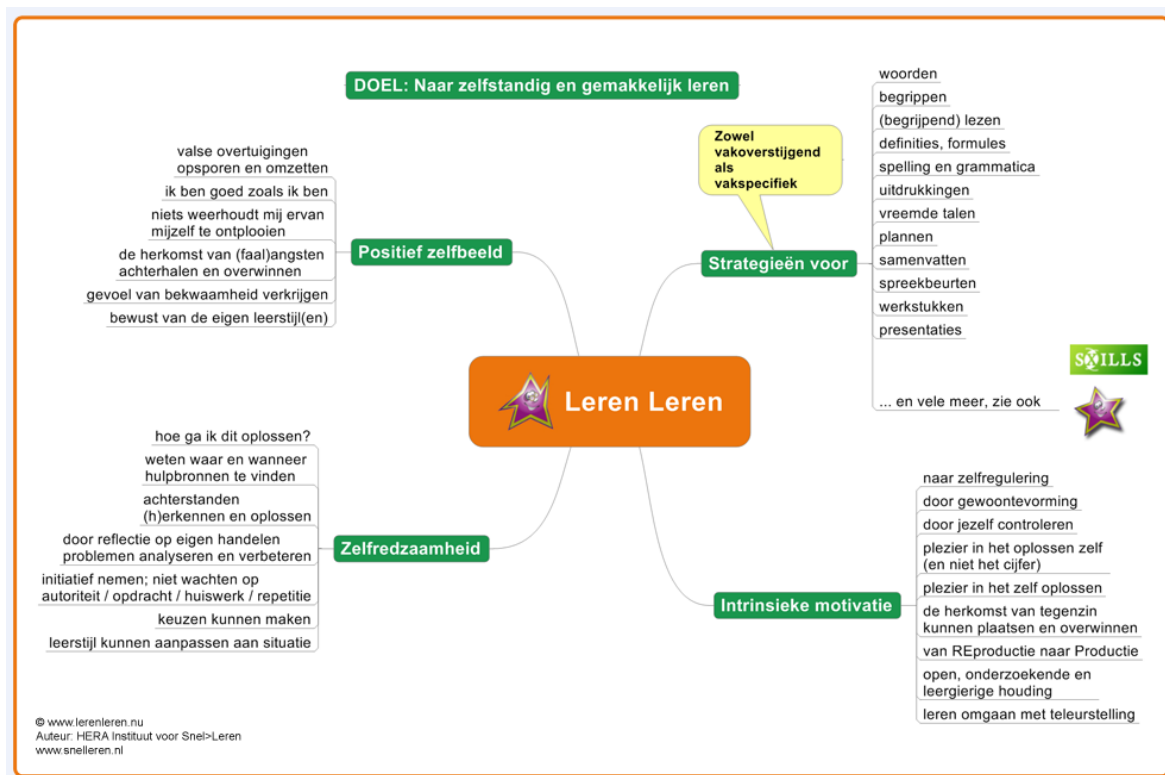 DOEL: Naar zelfstandig en gemakkelijk leren
valse overtuigingen
opsporen en omzetten
ik ben goed zoals ik ben
niets weerhoudt mij ervan
mijzelf te ontplooien
de herkomst van (faal)angsten
achterhalen en overwinnen
gevoel van bekwaamheid verkrijgen
bewust van de eigen leerstijl(en)
Positief zelfbeeld
Zowel
vakoverstijgend
als
vakspecifiek
Strategieën voor
woorden
begrippen
(begrijpend) lezen
definities, formules
spelling en grammatica
uitdrukkingen
vreemde talen
plannen
samenvatten
spreekbeurten
werkstukken
presentaties
... en vele meer, zie ook
SXILLS
Leren Leren
hoe ga ik dit oplossen?
weten waar en wanneer
hulpbronnen te vinden
achterstanden
(h)erkennen en oplossen
door reflectie op eigen handelen
problemen analyseren en verbeteren
initiatief nemen; niet wachten op
autoriteit / opdracht / huiswerk / repetitie
keuzen kunnen maken
leerstijl kunnen aanpassen aan situatie
Zelfredzaamheid
Intrinsieke motivatie
naar zelfregulering
door gewoontevorming
door jezelf controleren
plezier in het oplossen zelf
(en niet het cijfer)
plezier in het zelf oplossen
de herkomst van tegenzin
kunnen plaatsen en overwinnen
van REproductie naar Productie
open, onderzoekende en
leergierige houding
leren omgaan met teleurstelling
© www.lerenleren.nu
Auteur: HERA Instituut voor Snel>Leren
www.snelleren.nl